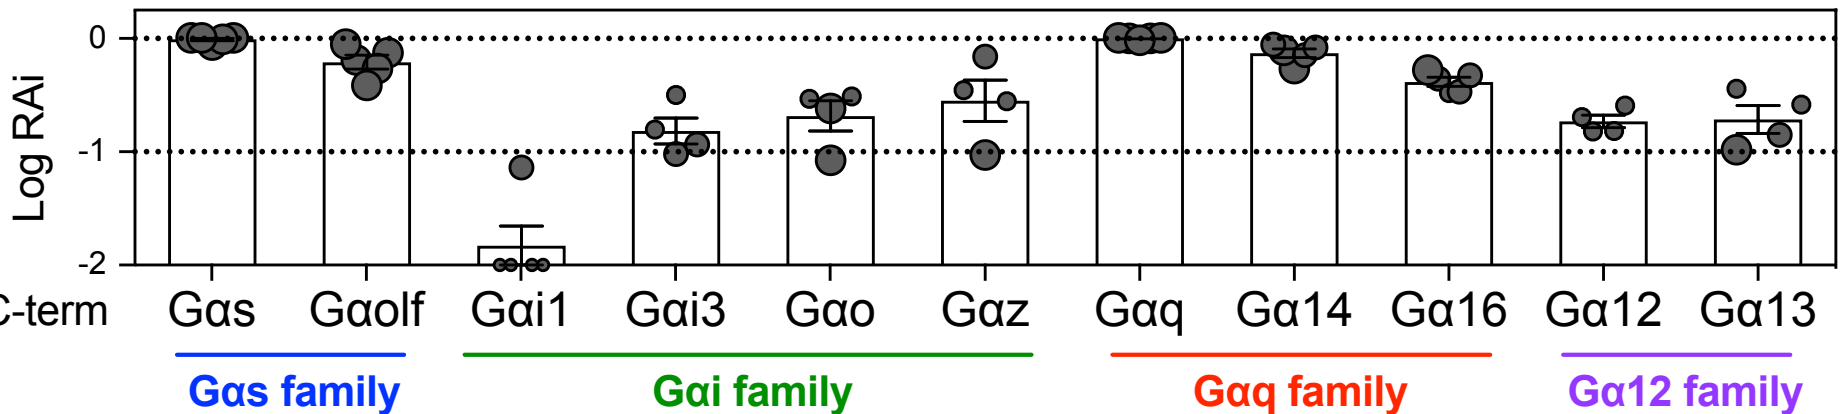 Log RAi
0
-1
-2
C-term Gαs Gαolf Gαi1 Gαi3 Gαo Gαz Gαq Gα14 Gα16 Gα12 Gα13
Gαs family Gαi family Gαq family Gα12 family